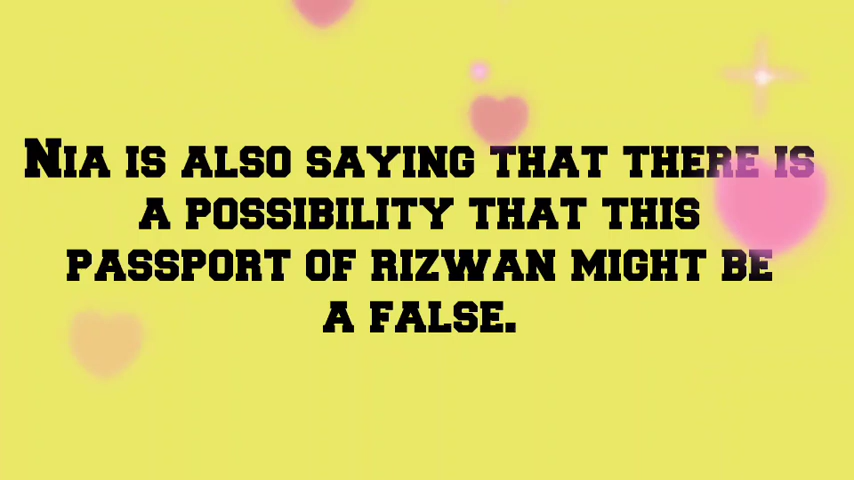 Nia is also saying that there is
a possibility that this
passport of rizwan might be
a false.